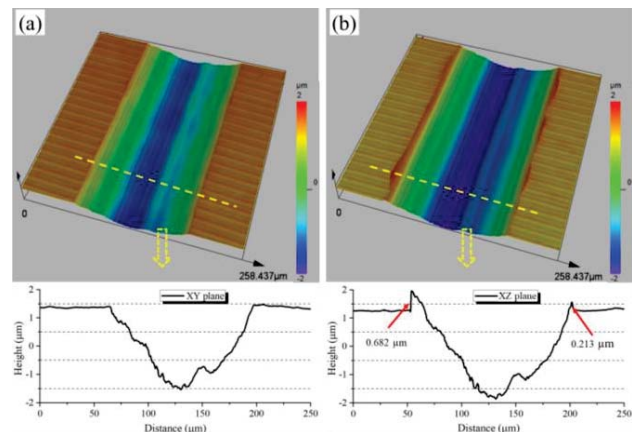 (a)
μm
2
0
-2
0
258.437μm
(b)
μm
2
0
-2
0
258.437μm
XY plane
Height (μm)
2
1
0
-1
-2
0 50 100 150 200 250
Distance (μm)
XZ plane
0.682 μm
0.213 μm
Height (μm)
2
1
0
-1
-2
0 50 100 150 200 250
Distance (μm)